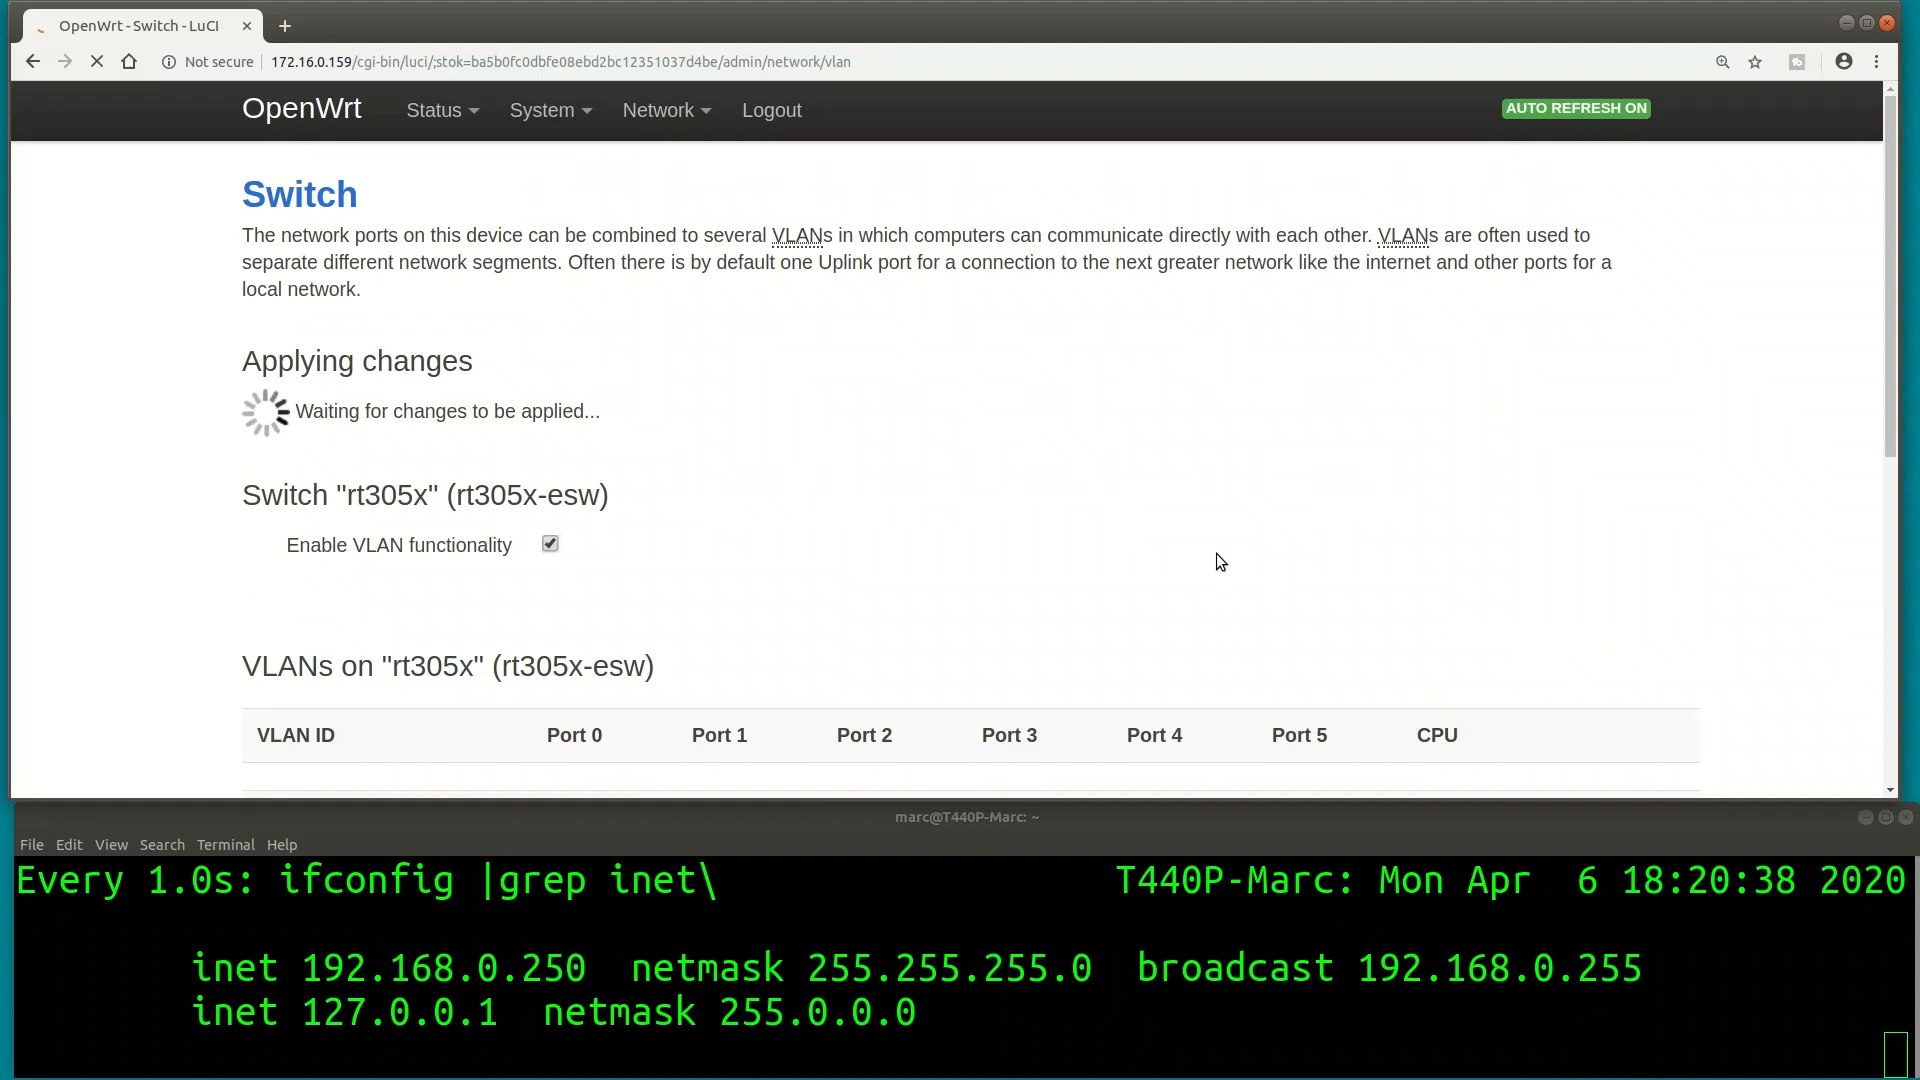 OpenWrt - Switch - LuCI
Not secure 172.16.0.159/cgi-bin/luci/;stok=ba5b0fc0dbfe08ebd2bc12351037d4be/admin/network/vlan
OpenWrt Status System Network Logout AUTO REFRESH ON
Switch
The network ports on this device can be combined to several VLANs in which computers can communicate directly with each other. VLANs are often used to
separate different network segments. Often there is by default one Uplink port for a connection to the next greater network like the internet and other ports for a
local network.
Applying changes
Waiting for changes to be applied...
Switch "rt305x" (rt305x-esw)
Enable VLAN functionality
VLANs on "rt305x" (rt305x-esw)
VLAN ID Port 0 Port 1 Port 2 Port 3 Port 4 Port 5 CPU
marc@T440P-Marc: ~
File Edit View Search Terminal Help
Every 1.0s: ifconfig |grep inet\ T440P-Marc: Mon Apr  6 18:20:38 2020
inet 192.168.0.250  netmask 255.255.255.0  broadcast 192.168.0.255
inet 127.0.0.1  netmask 255.0.0.0